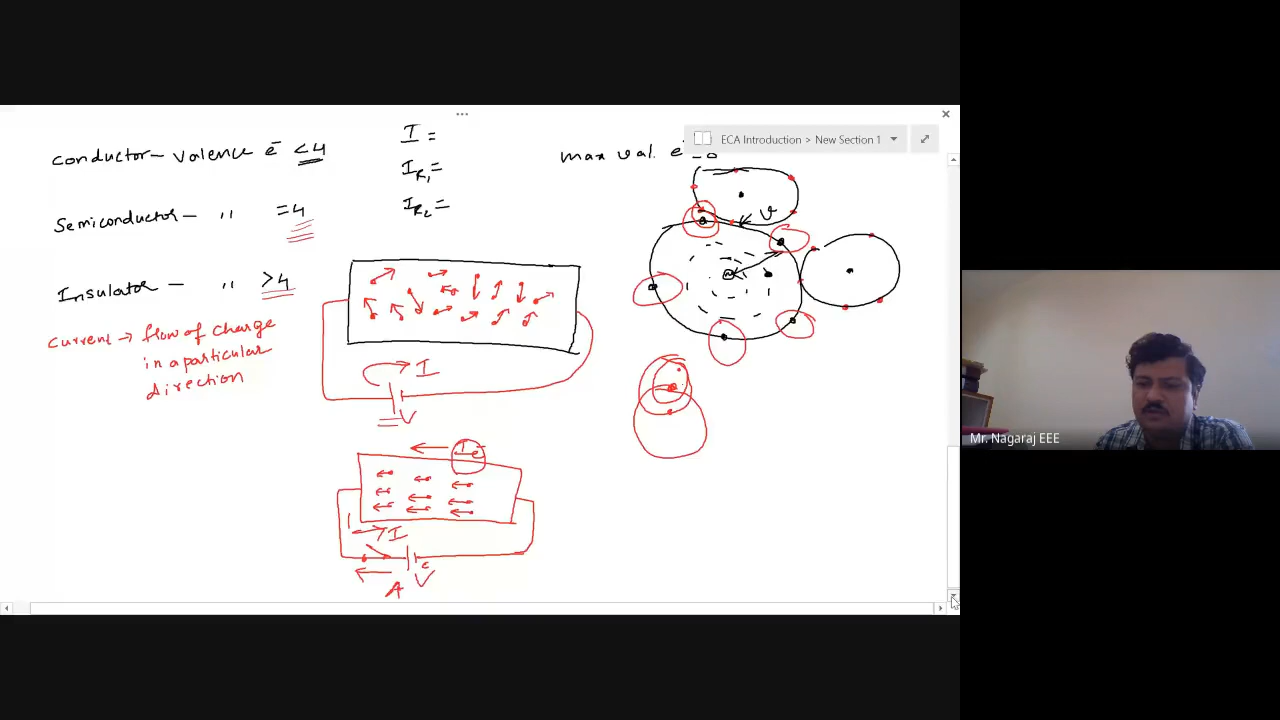 ECA Introduction > New Section 1
conductor – valence e⁻ < 4
I =
I_R₁ =
I_R₂ =
max val. e⁻ – 8
Semiconductor – " = 4
Insulator – " > 4
current → flow of charge
in a particular
direction
V
I
V
I e⁻
I
V
A
Mr. Nagaraj EEE